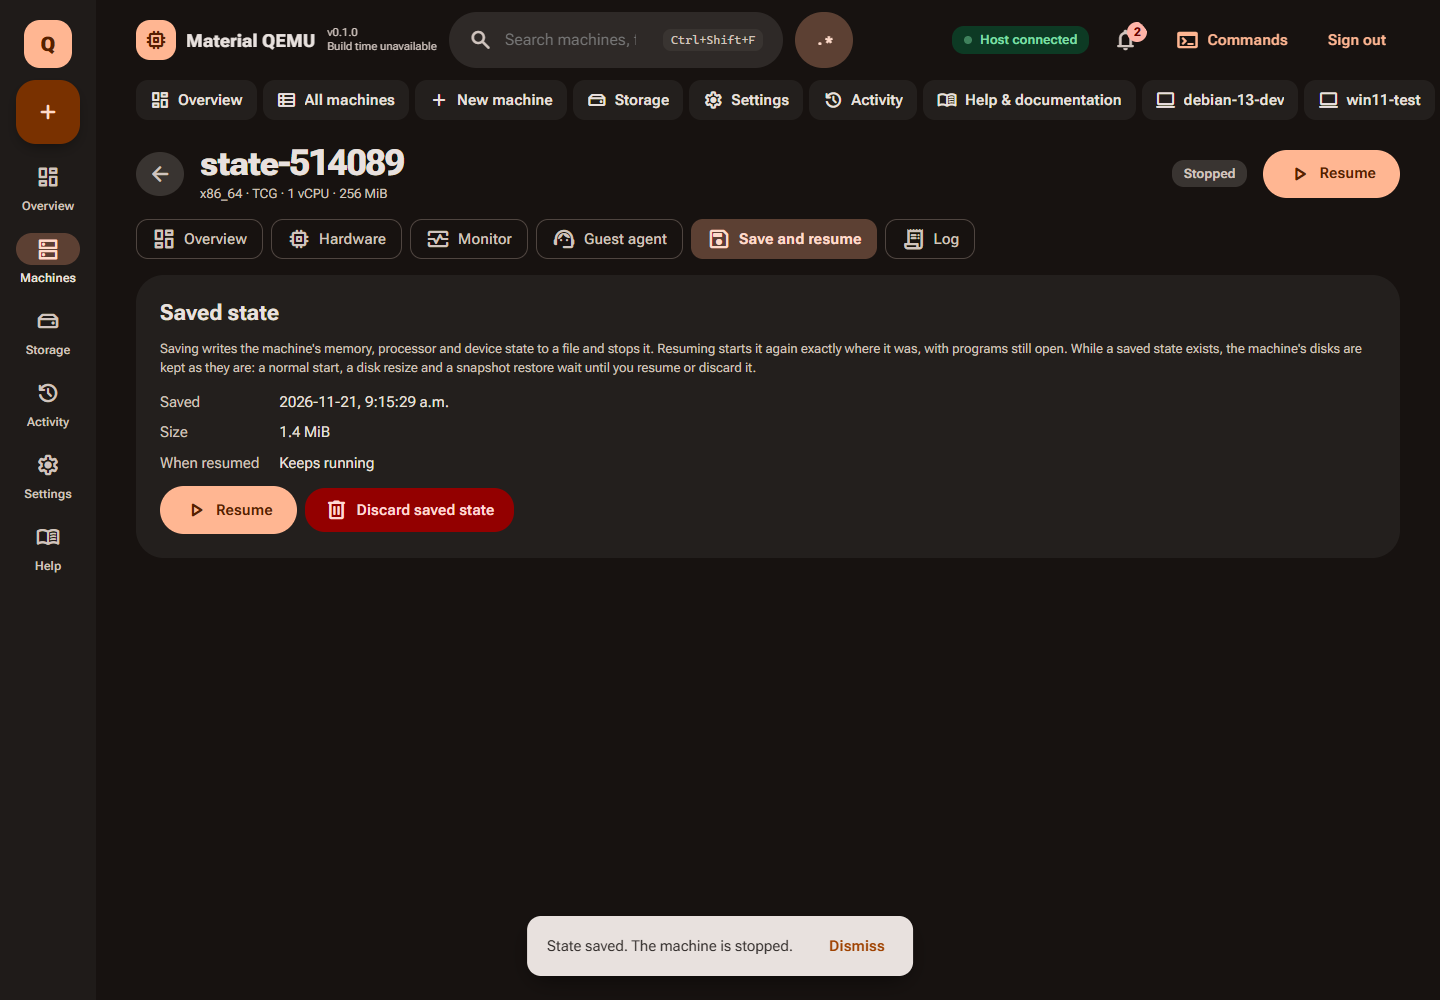 Q
Material QEMU
v0.1.0
Build time unavailable
Search machines,
Ctrl+Shift+F
.*
Host connected
2
Commands
Sign out
Overview
All machines
New machine
Storage
Settings
Activity
Help & documentation
debian-13-dev
win11-test
Overview
Machines
Storage
Activity
Settings
Help
state-514089
x86_64 · TCG · 1 vCPU · 256 MiB
Stopped
Resume
Overview
Hardware
Monitor
Guest agent
Save and resume
Log
Saved state
Saving writes the machine's memory, processor and device state to a file and stops it. Resuming starts it again exactly where it was, with programs still open. While a saved state exists, the machine's disks are
kept as they are: a normal start, a disk resize and a snapshot restore wait until you resume or discard it.
Saved 2026-11-21, 9:15:29 a.m.
Size 1.4 MiB
When resumed Keeps running
Resume
Discard saved state
State saved. The machine is stopped.
Dismiss